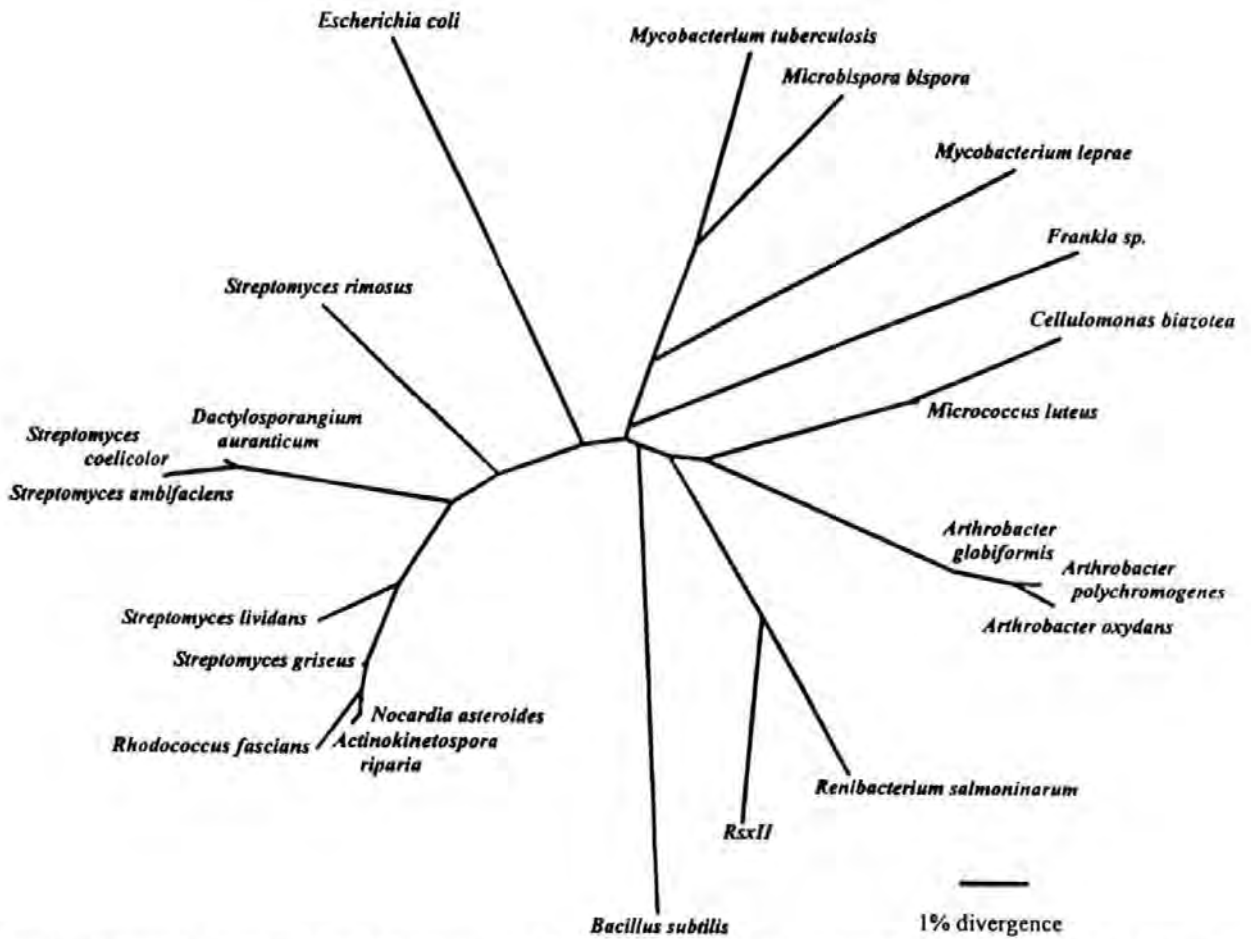 Escherichia coli
Mycobacterium tuberculosis
Microbispora bispora
Mycobacterium leprae
Frankia sp.
Cellulomonas biazotea
Streptomyces rimosus
Micrococcus luteus
Dactylosporangium
auranticum
Streptomyces
coelicolor
Streptomyces ambifaciens
Arthrobacter
globiformis
Arthrobacter
polychromogenes
Arthrobacter oxydans
Streptomyces lividans
Streptomyces griseus
Nocardia asteroides
Rhodococcus fascians
Actinokinetospora
riparia
Renibacterium salmoninarum
RsxII
Bacillus subtilis
1% divergence